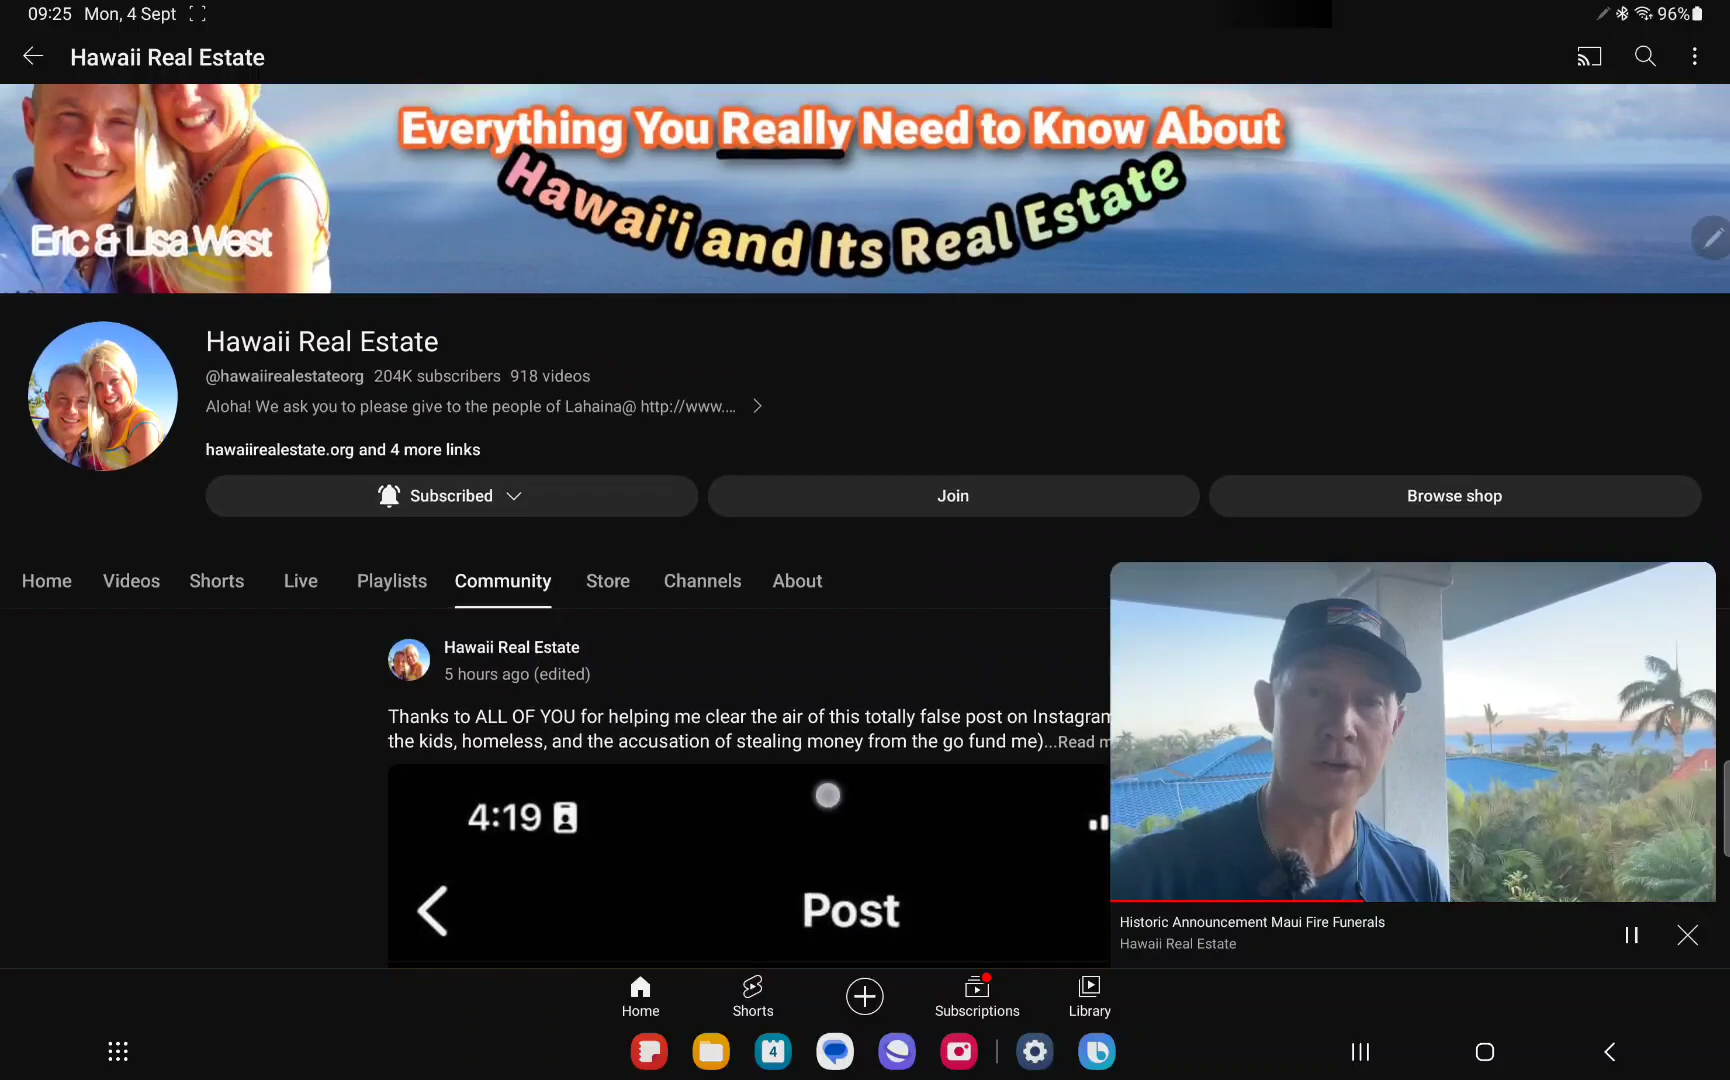 09:25 Mon, 4 Sept
96%
Hawaii Real Estate
Everything You Really Need to Know About
Hawai'i and Its Real Estate
Eric & Lisa West
Hawaii Real Estate
@hawaiirealestateorg 204K subscribers 918 videos
Aloha! We ask you to please give to the people of Lahaina@ http://www....
hawaiirealestate.org and 4 more links
Subscribed
Join
Browse shop
Home Videos Shorts Live Playlists Community Store Channels About
Hawaii Real Estate
5 hours ago (edited)
Thanks to ALL OF YOU for helping me clear the air of this totally false post on Instagram
the kids, homeless, and the accusation of stealing money from the go fund me)...Read m
4:19
Post
Historic Announcement Maui Fire Funerals
Hawaii Real Estate
Home Shorts Subscriptions Library
4